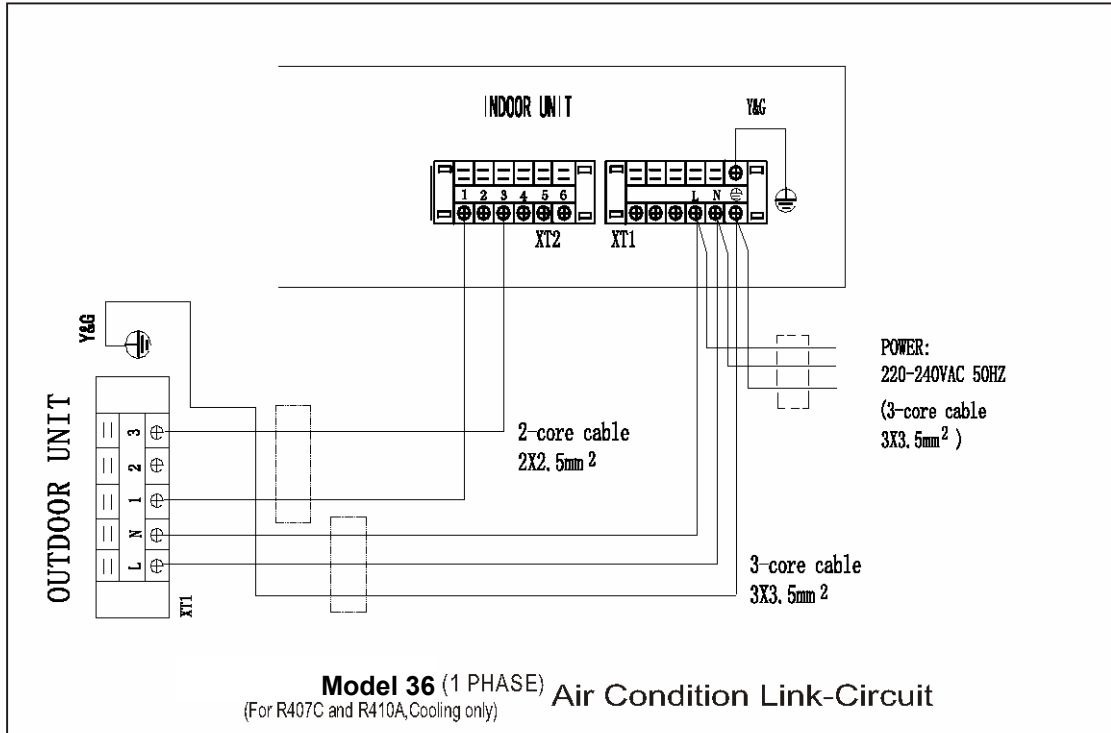 INDOOR UNIT
Y&G
1 2 3 4 5 6
L N
XT2
XT1
Y&G
POWER:
220-240VAC 50HZ
(3-core cable
3X3.5mm²)
OUTDOOR UNIT
3
2
1
N
L
XT1
2-core cable
2X2.5mm²
3-core cable
3X3.5mm²
Model 36 (1 PHASE) Air Condition Link-Circuit
(For R407C and R410A,Cooling only)